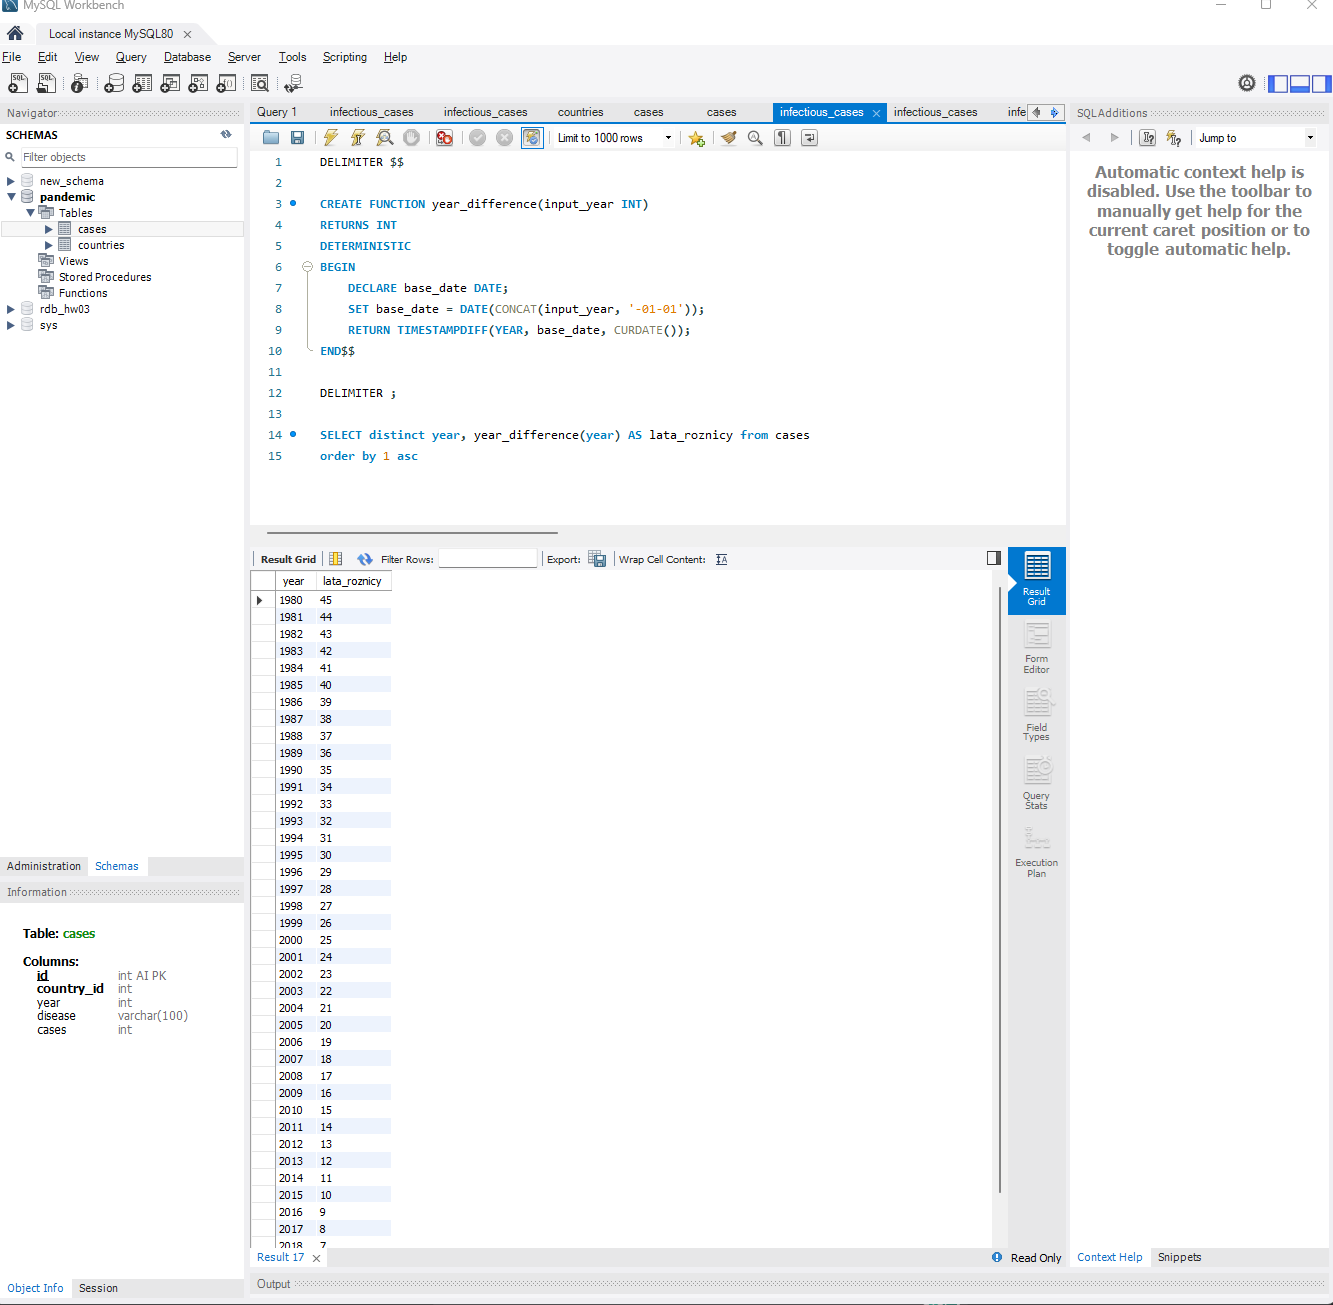 MySQL Workbench
Local instance MySQL80
File Edit View Query Database Server Tools Scripting Help
Navigator
SCHEMAS
Filter objects
new_schema
pandemic
Tables
cases
countries
Views
Stored Procedures
Functions
rdb_hw03
sys
Administration Schemas
Information
Table: cases
Columns:
id int AI PK
country_id int
year int
disease varchar(100)
cases int
Object Info Session
Query 1 infectious_cases infectious_cases countries cases cases infectious_cases infectious_cases infe
Limit to 1000 rows
1 DELIMITER $$
2
3 CREATE FUNCTION year_difference(input_year INT)
4 RETURNS INT
5 DETERMINISTIC
6 BEGIN
7 DECLARE base_date DATE;
8 SET base_date = DATE(CONCAT(input_year, '-01-01'));
9 RETURN TIMESTAMPDIFF(YEAR, base_date, CURDATE());
10 END$$
11
12 DELIMITER ;
13
14 SELECT distinct year, year_difference(year) AS lata_roznicy from cases
15 order by 1 asc
Result Grid Filter Rows: Export: Wrap Cell Content:
year lata_roznicy
1980 45
1981 44
1982 43
1983 42
1984 41
1985 40
1986 39
1987 38
1988 37
1989 36
1990 35
1991 34
1992 33
1993 32
1994 31
1995 30
1996 29
1997 28
1998 27
1999 26
2000 25
2001 24
2002 23
2003 22
2004 21
2005 20
2006 19
2007 18
2008 17
2009 16
2010 15
2011 14
2012 13
2013 12
2014 11
2015 10
2016 9
2017 8
2018 7
Result Grid
Form Editor
Field Types
Query Stats
Execution Plan
Result 17
Read Only
Output
SQLAdditions
Jump to
Automatic context help is
disabled. Use the toolbar to
manually get help for the
current caret position or to
toggle automatic help.
Context Help Snippets